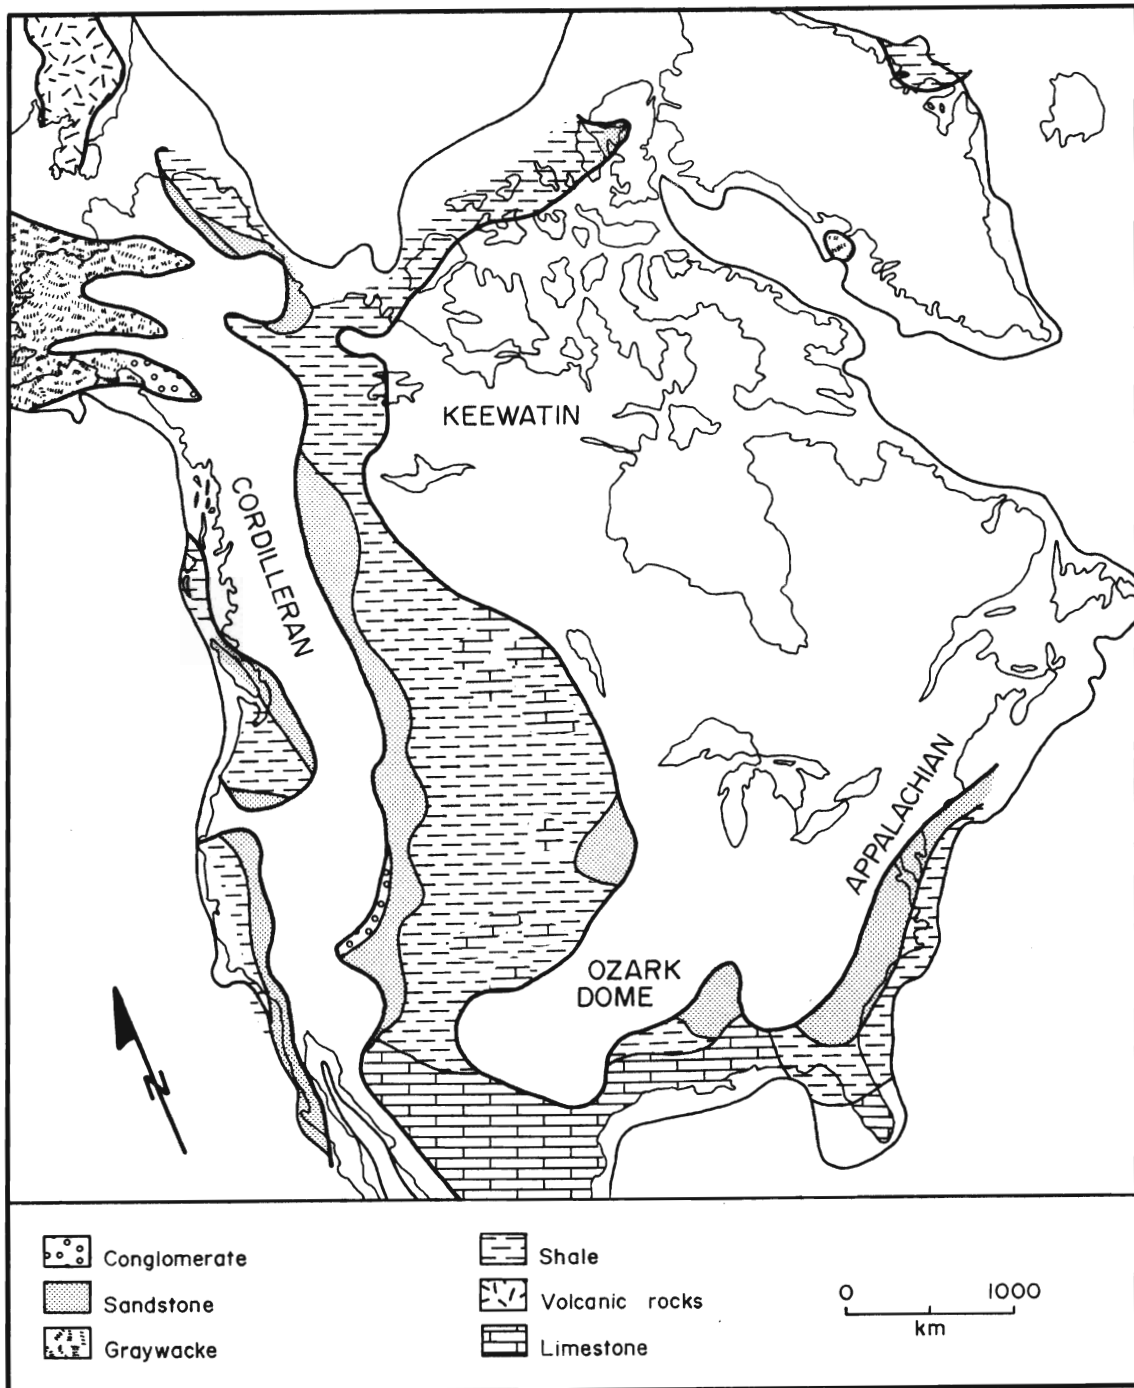 KEEWATIN
CORDILLERAN
APPALACHIAN
OZARK
DOME
N
Conglomerate
Sandstone
Graywacke
Shale
Volcanic rocks
Limestone
0 1000
km